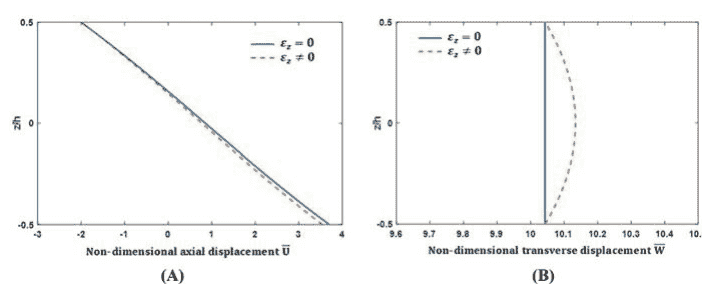 0.5
z/h
0
-0.5
-3 -2 -1 0 1 2 3 4
ε_z = 0
ε_z ≠ 0
Non-dimensional axial displacement U̅
(A)
0.5
z/h
0
-0.5
9.6 9.7 9.8 9.9 10 10.1 10.2 10.3 10.4 10.
ε_z = 0
ε_z ≠ 0
Non-dimensional transverse displacement W̅
(B)